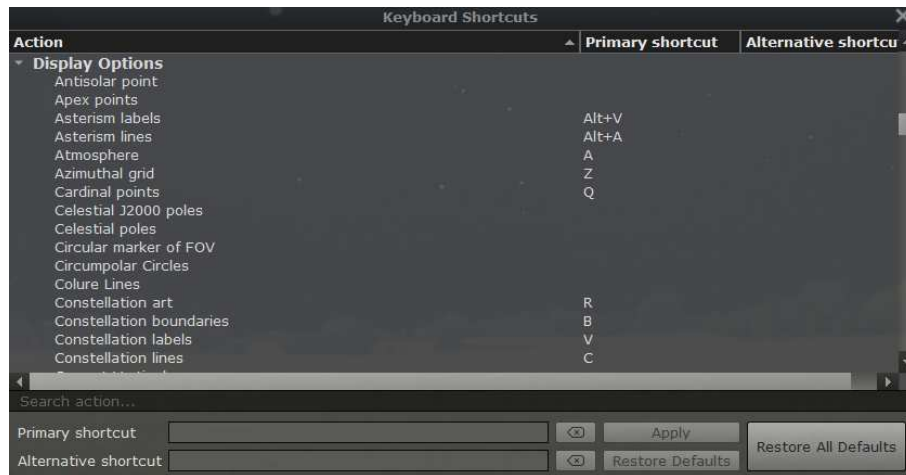 Keyboard Shortcuts
Action Primary shortcut Alternative shortcu
Display Options
Antisolar point
Apex points
Asterism labels Alt+V
Asterism lines Alt+A
Atmosphere A
Azimuthal grid Z
Cardinal points Q
Celestial J2000 poles
Celestial poles
Circular marker of FOV
Circumpolar Circles
Colure Lines
Constellation art R
Constellation boundaries B
Constellation labels V
Constellation lines C
Search action...
Primary shortcut Apply
Restore All Defaults
Alternative shortcut Restore Defaults